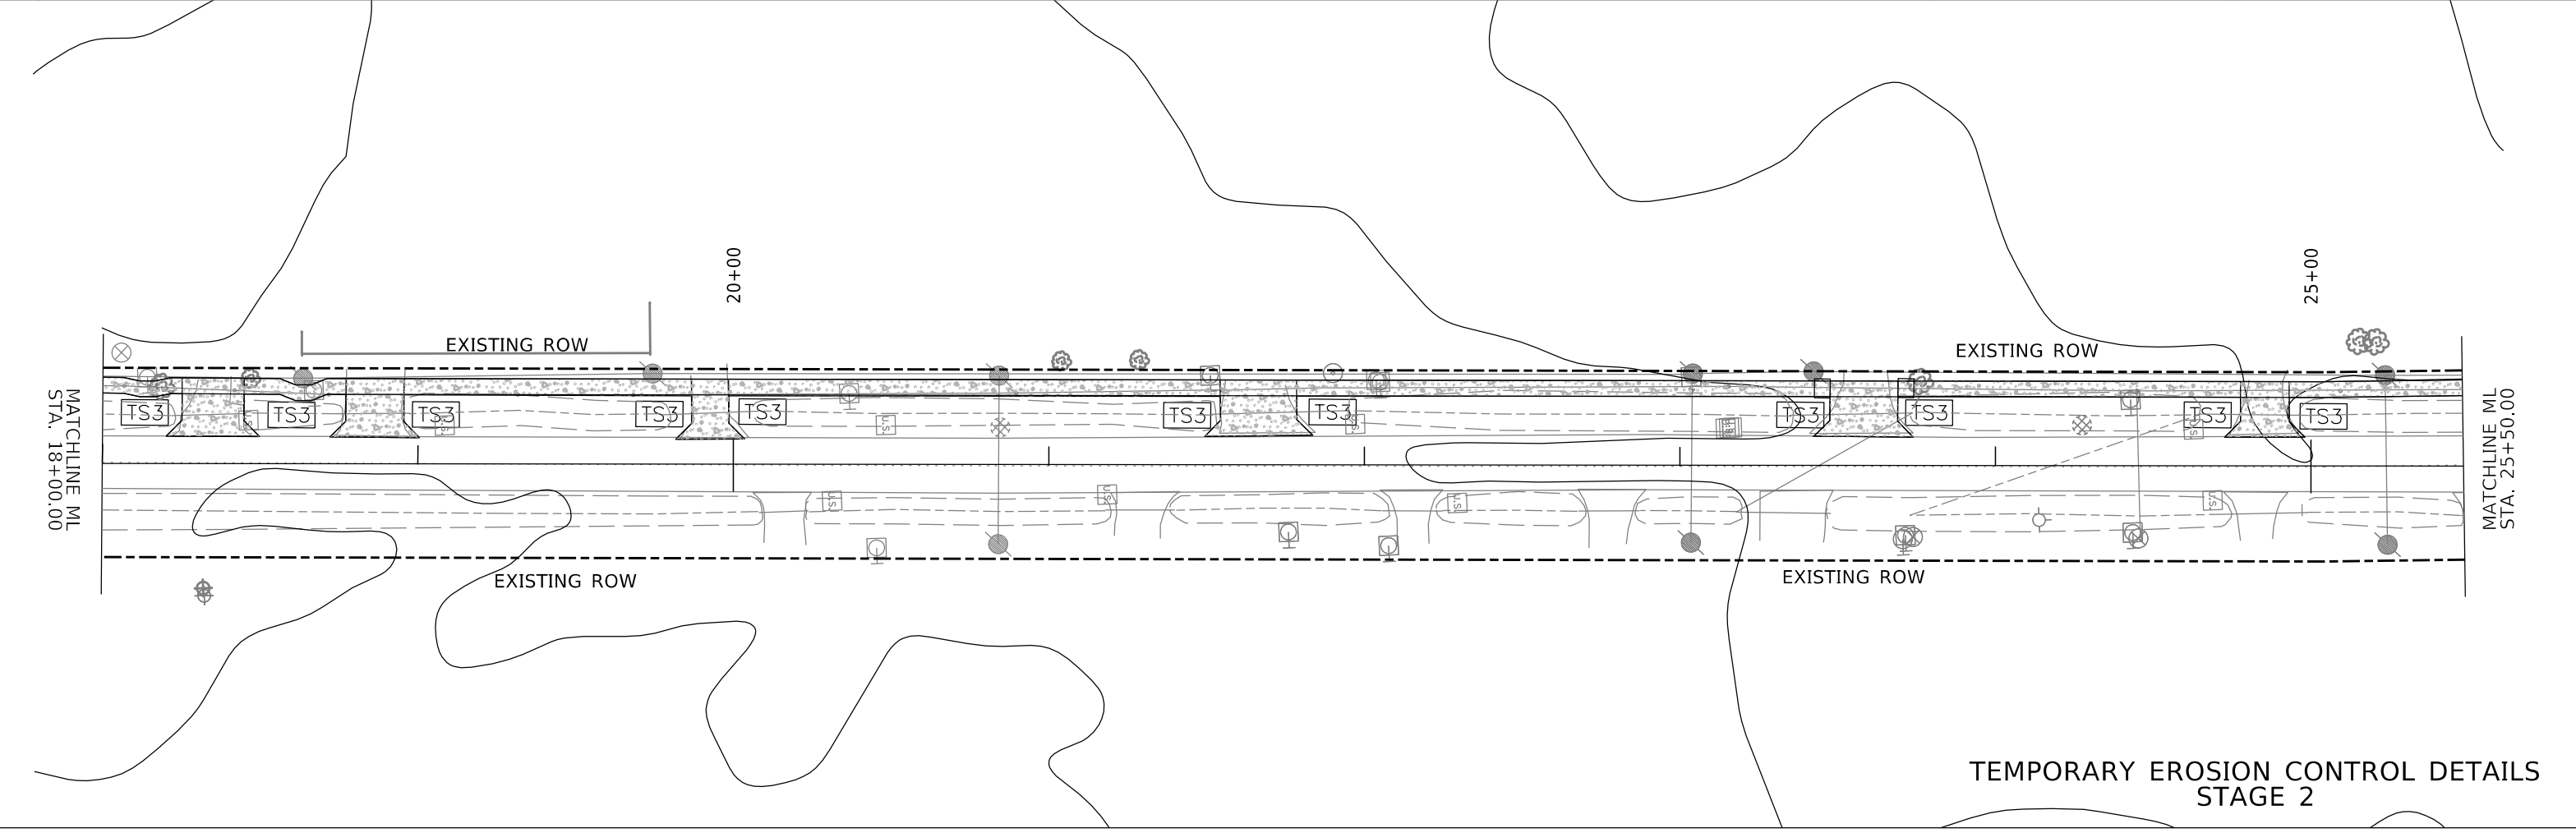 20+00
25+00
EXISTING ROW
EXISTING ROW
MATCHLINE ML
STA. 18+00.00
TS3
TS3
TS3
TS3
TS3
TS3
TS3
TS3
TS3
TS3
TS3
MATCHLINE ML
STA. 25+50.00
EXISTING ROW
EXISTING ROW
TEMPORARY EROSION CONTROL DETAILS
STAGE 2